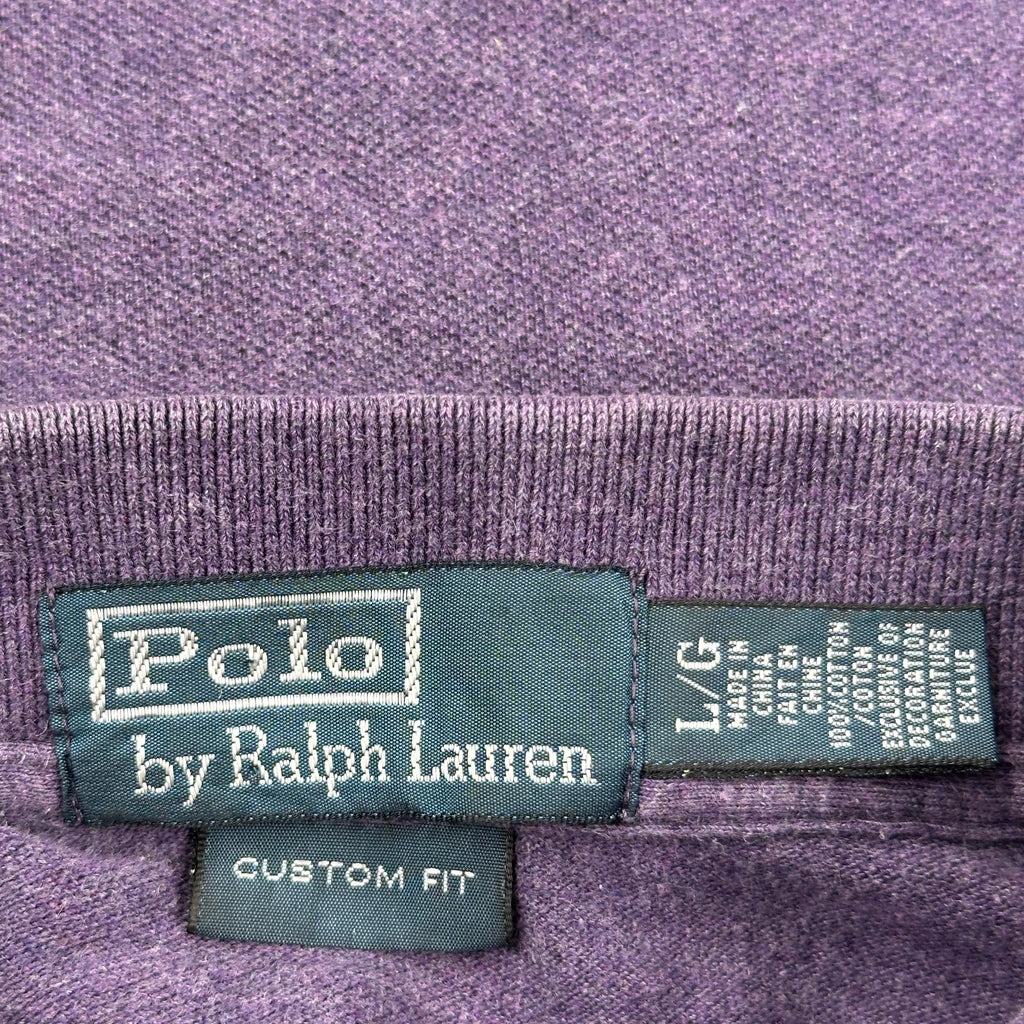 Polo
by Ralph Lauren
CUSTOM FIT
L/G
MADE IN
CHINA
FAIT EN
CHINE
100%COTTON
/COTON
EXCLUSIVE OF
DECORATION
GARNITURE
EXCLUE